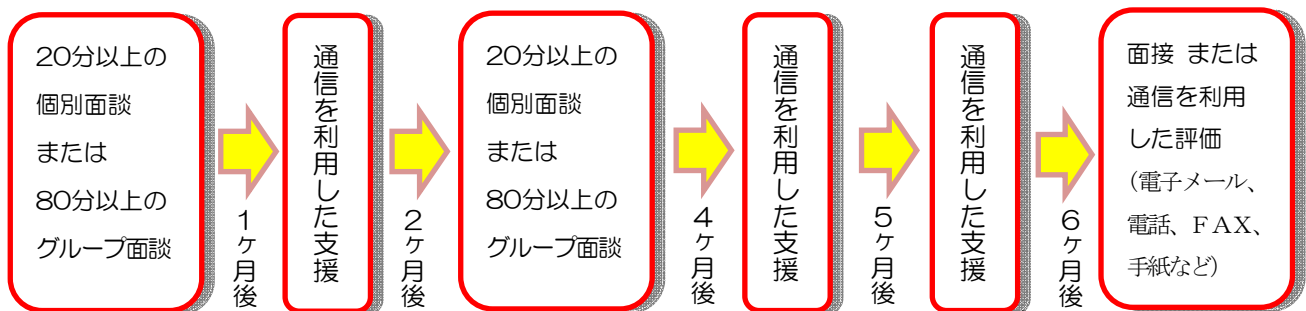 20分以上の
個別面談
または
80分以上の
グループ面談
1ヶ月後
通信を利用した支援
2ヶ月後
20分以上の
個別面談
または
80分以上の
グループ面談
4ヶ月後
通信を利用した支援
5ヶ月後
通信を利用した支援
6ヶ月後
面接 または
通信を利用
した評価
（電子メール、
電話、ＦＡＸ、
手紙など）